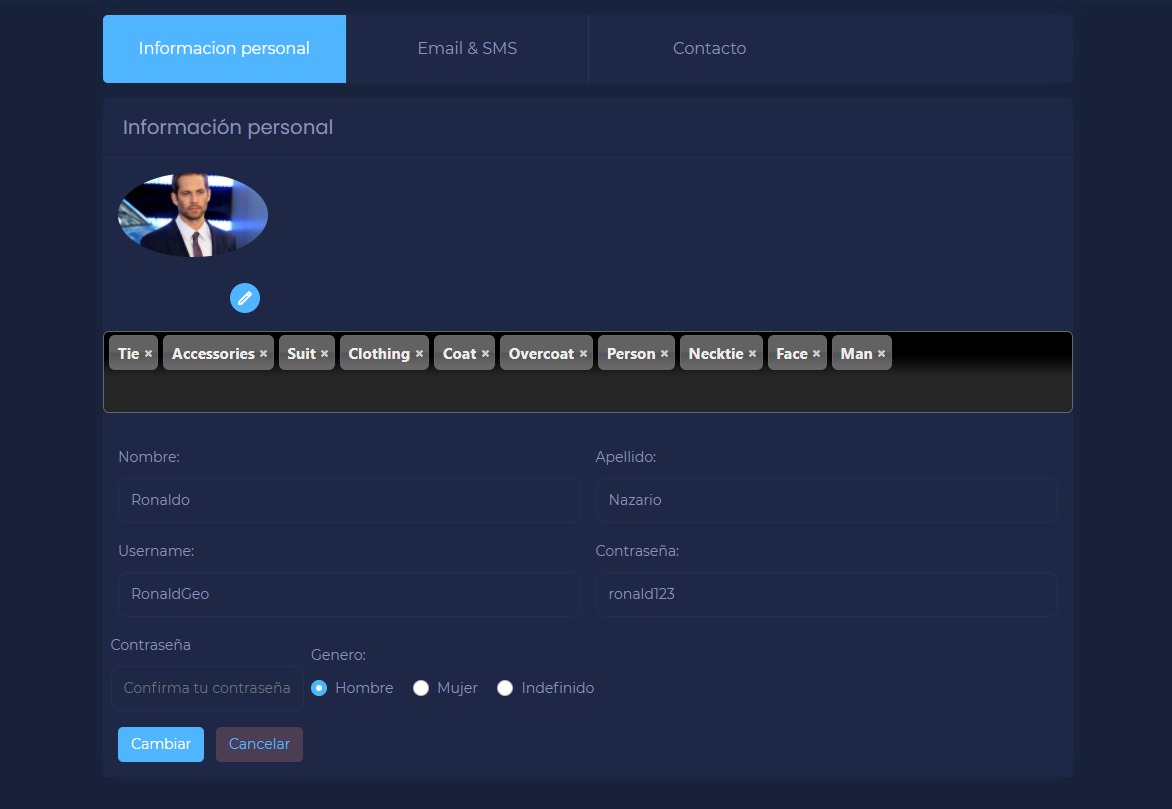 Informacion personal Email & SMS Contacto
Información personal
Tie × Accessories × Suit × Clothing × Coat × Overcoat × Person × Necktie × Face × Man ×
Nombre: Apellido:
Ronaldo Nazario
Username: Contraseña:
RonaldGeo ronald123
Contraseña
Genero:
Confirma tu contraseña Hombre Mujer Indefinido
Cambiar Cancelar